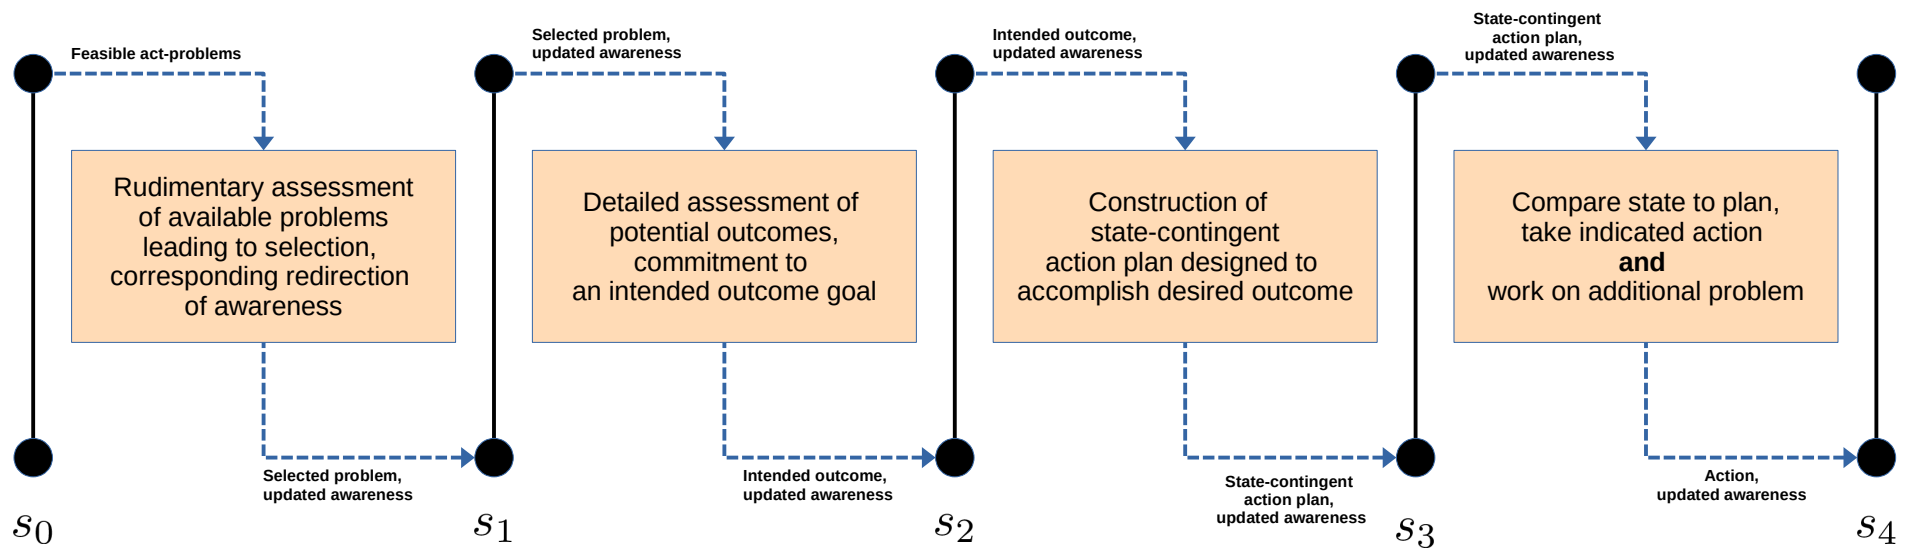 Feasible act-problems
Selected problem,
updated awareness
Intended outcome,
updated awareness
State-contingent
action plan,
updated awareness
Rudimentary assessment
of available problems
leading to selection,
corresponding redirection
of awareness
Detailed assessment of
potential outcomes,
commitment to
an intended outcome goal
Construction of
state-contingent
action plan designed to
accomplish desired outcome
Compare state to plan,
take indicated action
and
work on additional problem
Selected problem,
updated awareness
Intended outcome,
updated awareness
State-contingent
action plan,
updated awareness
Action,
updated awareness
s0
s1
s2
s3
s4